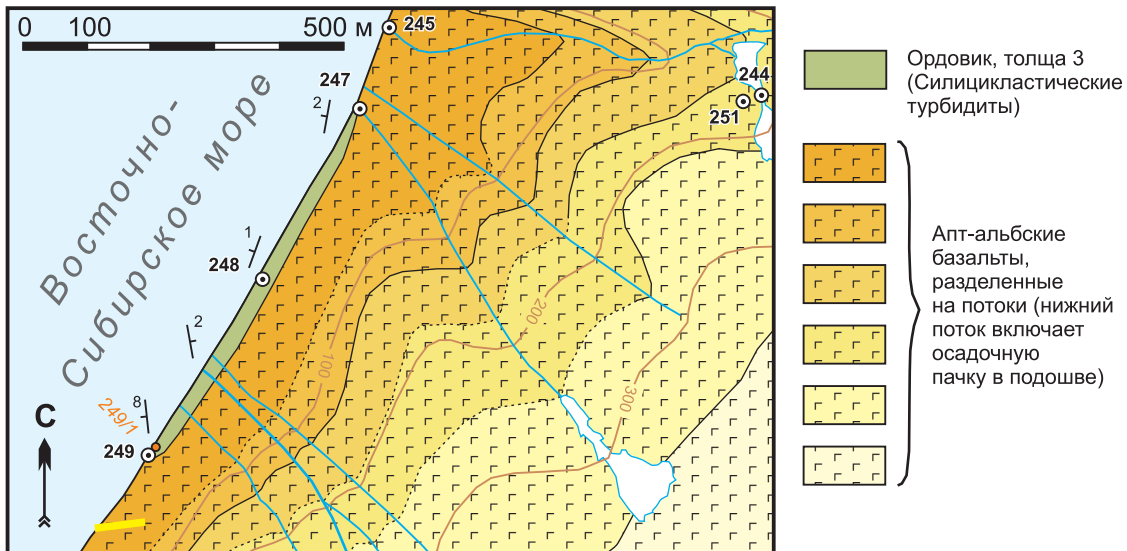 0 100 500 м
245
247
2
244
251
Восточно-
Сибирское море
1
248
2
200
100
300
8
249/1
249
С
Ордовик, толща 3
(Силицикластические
турбидиты)
Апт-альбские
базальты,
разделенные
на потоки (нижний
поток включает
осадочную
пачку в подошве)